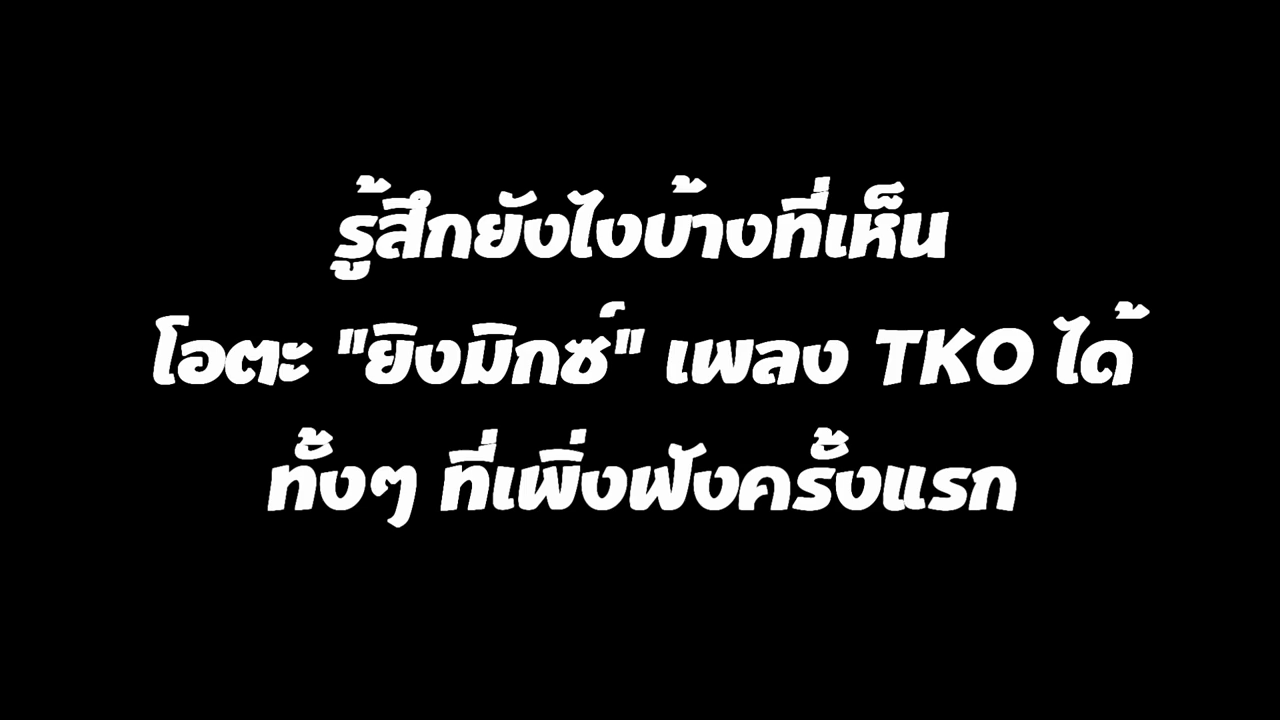 รู้สึกยังไงบ้างที่เห็น
โอตะ "ยิงมิกซ์" เพลง TKO ได้
ทั้งๆ ที่เพิ่งฟังครั้งแรก